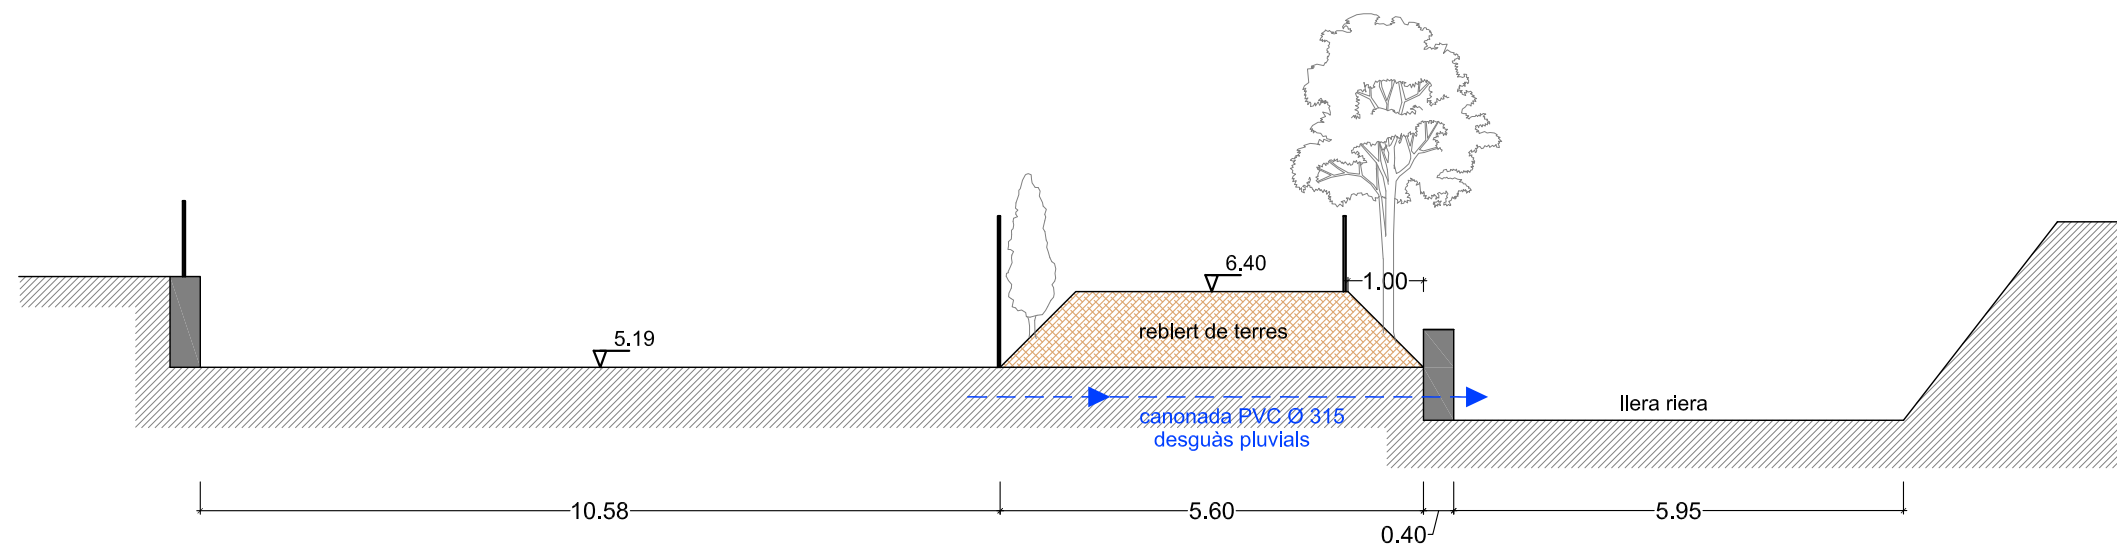 6.40
1.00
reblert de terres
5.19
llera riera
canonada PVC Ø 315
desguàs pluvials
10.58
5.60
5.95
0.40